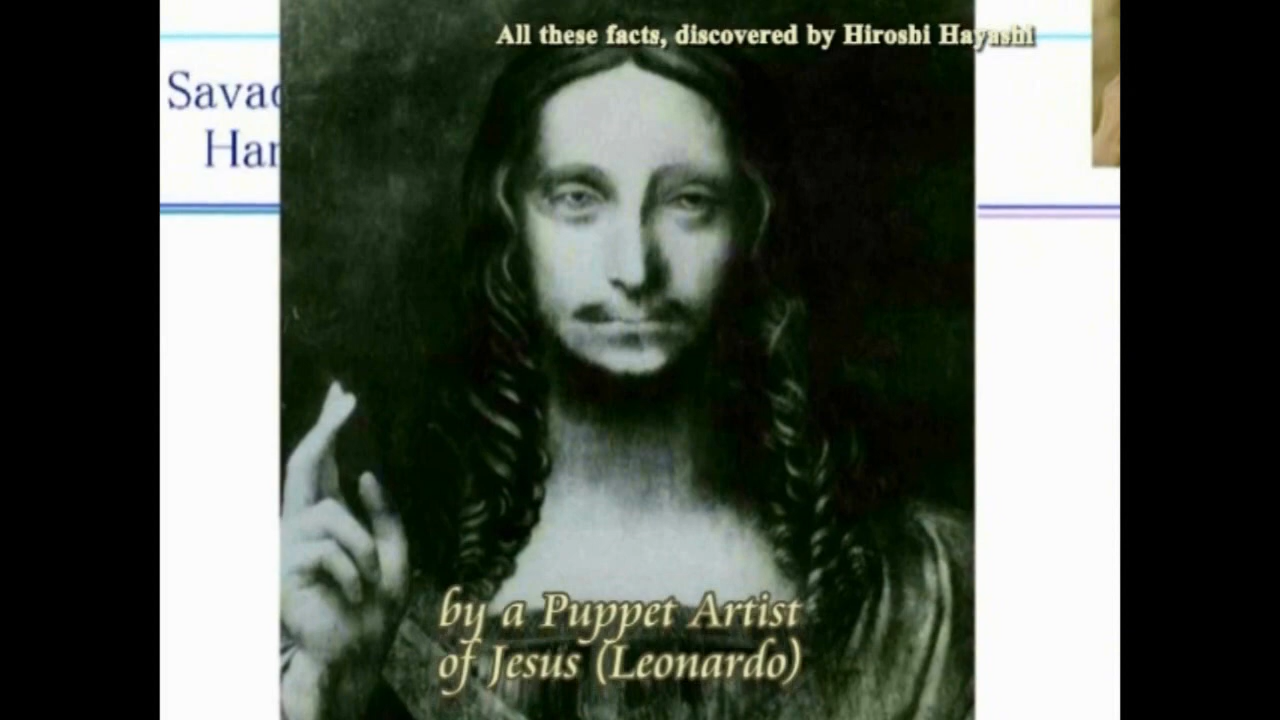 All these facts, discovered by Hiroshi Hayashi
Savad
Har
by a Puppet Artist
of Jesus (Leonardo)